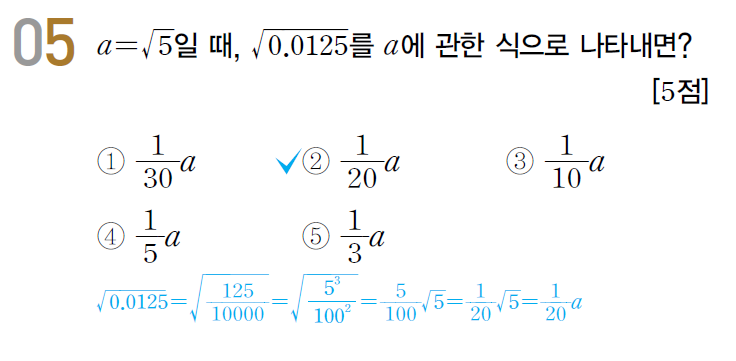 05 a=√5일 때, √0.0125를 a에 관한 식으로 나타내면?
[5점]
① 1/30 a ② 1/20 a ③ 1/10 a
④ 1/5 a ⑤ 1/3 a
√0.0125=√(125/10000)=√(5³/100²)=5/100 √5=1/20 √5=1/20 a